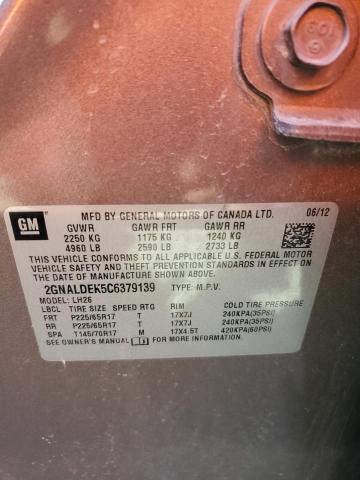 GM
MFD BY GENERAL MOTORS OF CANADA LTD. 06/12
GVWR GAWR FRT GAWR RR
2250 KG 1175 KG 1240 KG
4960 LB 2590 LB 2733 LB
THIS VEHICLE CONFORMS TO ALL APPLICABLE U.S. FEDERAL MOTOR
VEHICLE SAFETY AND THEFT PREVENTION STANDARDS IN EFFECT ON
THE DATE OF MANUFACTURE SHOWN ABOVE.
2GNALDEK5C6379139 TYPE: M.P.V.
MODEL: LH26
LBCL TIRE SIZE SPEED RTG RIM COLD TIRE PRESSURE
FRT P225/65R17 T 17X7J 240KPA(35PSI)
RR P225/65R17 T 17X7J 240KPA(35PSI)
SPA T145/70R17 M 17X4.5T 420KPA(60PSI)
SEE OWNER'S MANUAL FOR MORE INFORMATION.